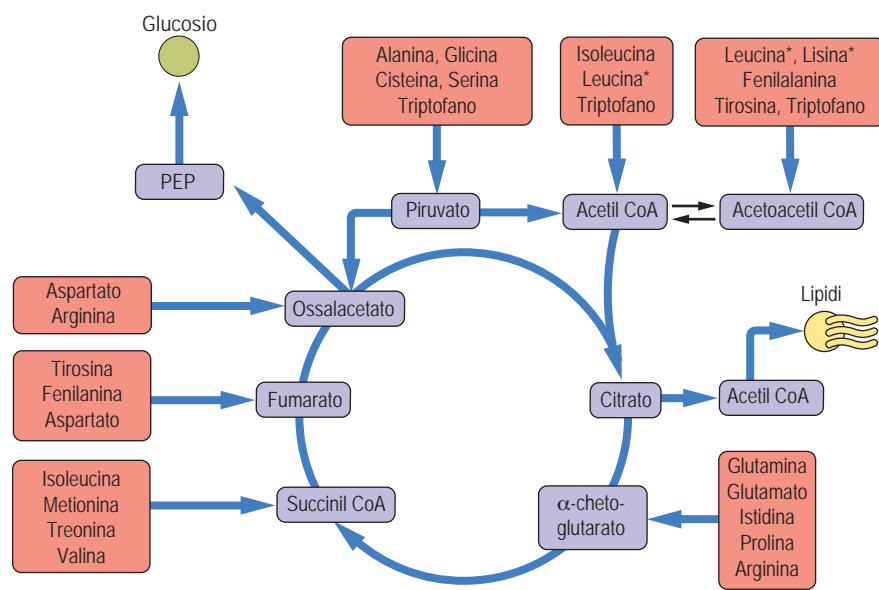 Glucosio
Alanina, Glicina
Cisteina, Serina
Triptofano
Isoleucina
Leucina*
Triptofano
Leucina*, Lisina*
Fenilalanina
Tirosina, Triptofano
PEP
Piruvato
Acetil CoA
Acetoacetil CoA
Aspartato
Arginina
Ossalacetato
Lipidi
Tirosina
Fenilanina
Aspartato
Fumarato
Citrato
Acetil CoA
Isoleucina
Metionina
Treonina
Valina
Succinil CoA
α-cheto-
glutarato
Glutamina
Glutamato
Istidina
Prolina
Arginina